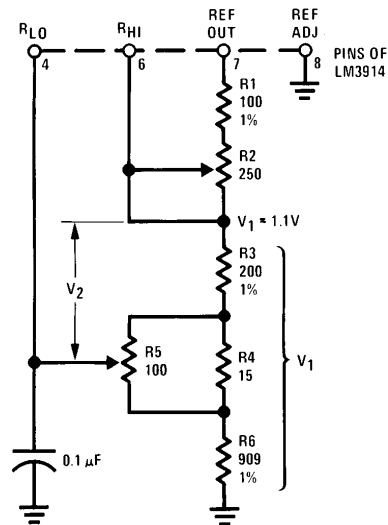 RLO
RHI
REF
OUT
REF
ADJ
4
6
7
8
PINS OF
LM3914
R1
100
1%
R2
250
V1 = 1.1V
R3
200
1%
V2
R5
100
R4
15
V1
R6
909
1%
0.1 μF